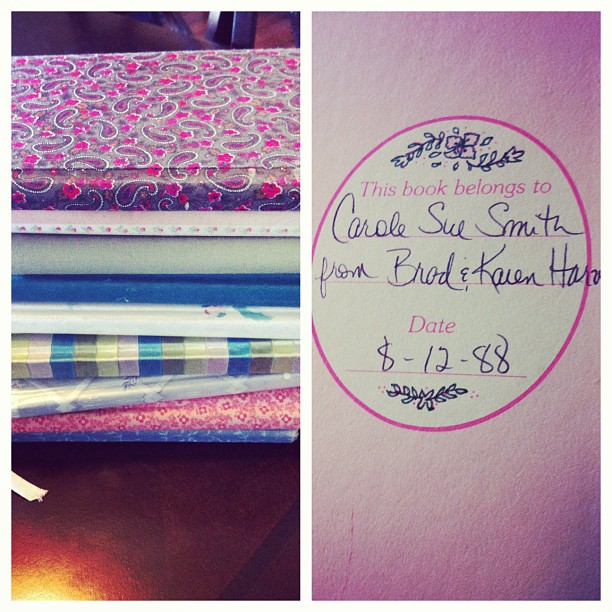 This book belongs to
Carole Sue Smith
from Brad & Karen
Date
8-12-88